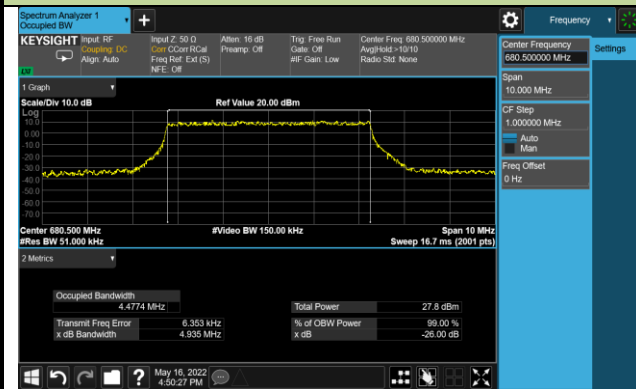 Spectrum Analyzer 1
Occupied BW
Frequency
KEYSIGHT
Input: RF
Coupling: DC
Align: Auto
Input Z: 50 Ω
Corr CCorr RCal
Freq Ref: Ext (S)
NFE: Off
Atten: 16 dB
Preamp: Off
Trig: Free Run
Gate: Off
#IF Gain: Low
Center Freq: 680.500000 MHz
Avg|Hold:>10/10
Radio Std: None
Center Frequency
680.500000 MHz
Settings
Span
10.000 MHz
CF Step
1.000000 MHz
Auto
Man
Freq Offset
0 Hz
1 Graph
Scale/Div 10.0 dB
Ref Value 20.00 dBm
Log
10.0
0.00
-10.0
-20.0
-30.0
-40.0
-50.0
-60.0
-70.0
Center 680.500 MHz
#Video BW 150.00 kHz
Span 10 MHz
#Res BW 51.000 kHz
Sweep 16.7 ms (2001 pts)
2 Metrics
Occupied Bandwidth
4.4774 MHz
Total Power 27.8 dBm
Transmit Freq Error 6.353 kHz
% of OBW Power 99.00 %
x dB Bandwidth 4.935 MHz
x dB -26.00 dB
?
May 16, 2022
4:50:27 PM